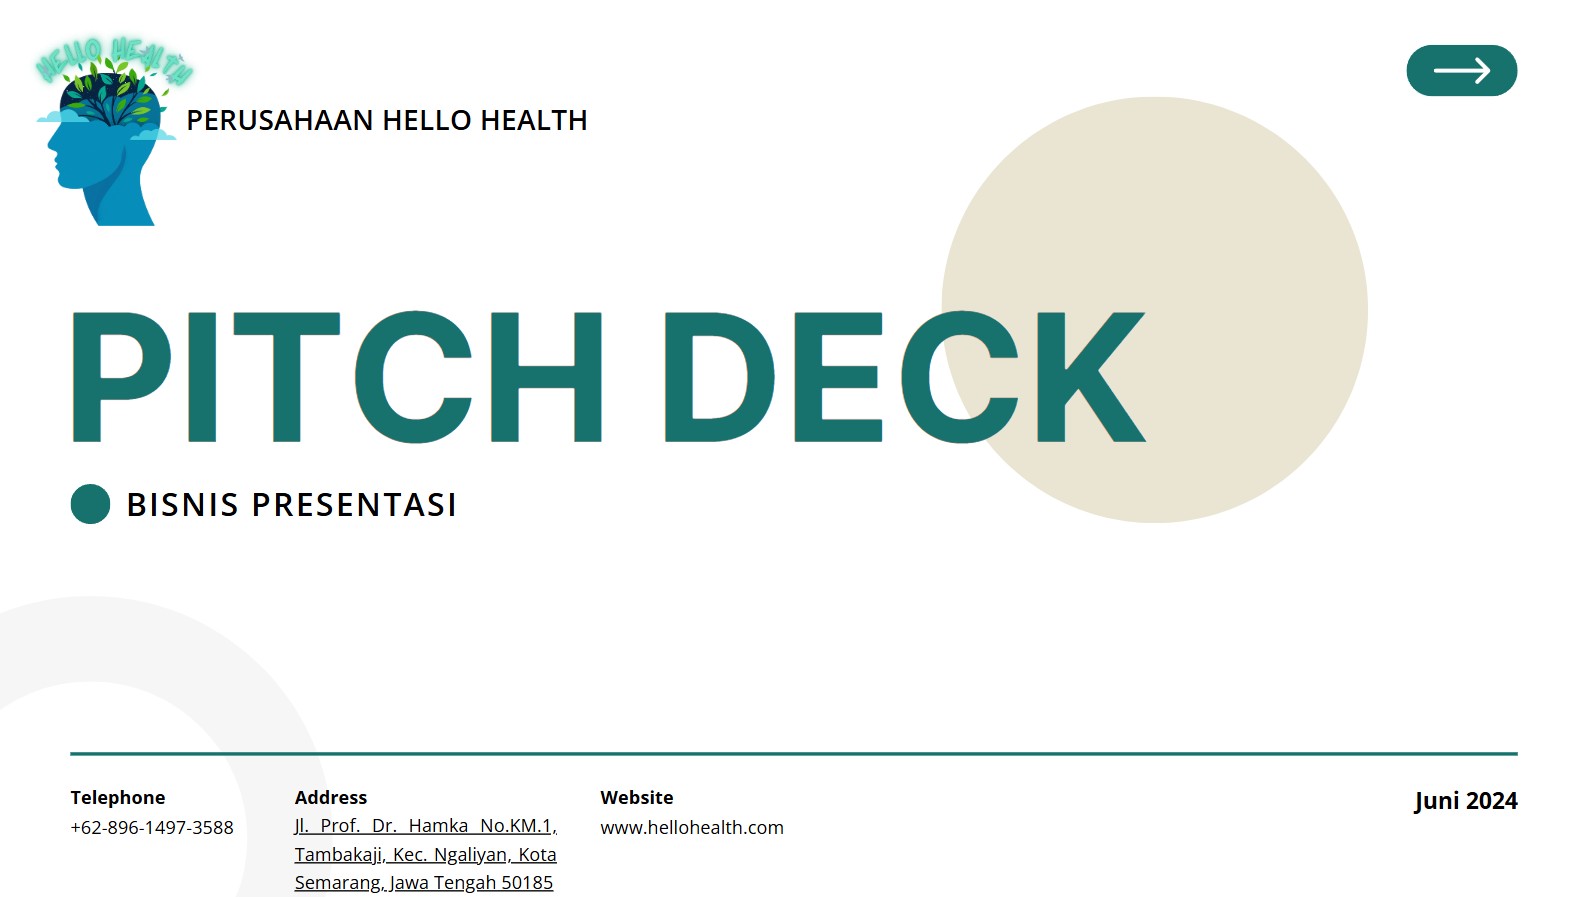 HELLO HEALTH
PERUSAHAAN HELLO HEALTH
PITCH DECK
BISNIS PRESENTASI
Telephone
+62-896-1497-3588
Address
Jl. Prof. Dr. Hamka No.KM.1,
Tambakaji, Kec. Ngaliyan, Kota
Semarang, Jawa Tengah 50185
Website
www.hellohealth.com
Juni 2024